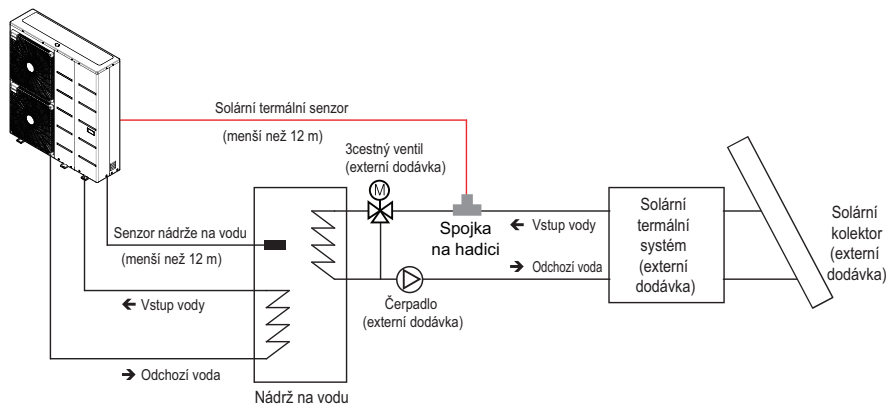 Solární termální senzor
(menší než 12 m)
3cestný ventil
(externí dodávka)
M
Spojka
na hadici
🡰 Vstup vody
🡲 Odchozí voda
Solární
termální
systém
(externí
dodávka)
Solární
kolektor
(externí
dodávka)
Senzor nádrže na vodu
(menší než 12 m)
Čerpadlo
(externí dodávka)
🡰 Vstup vody
🡲 Odchozí voda
Nádrž na vodu